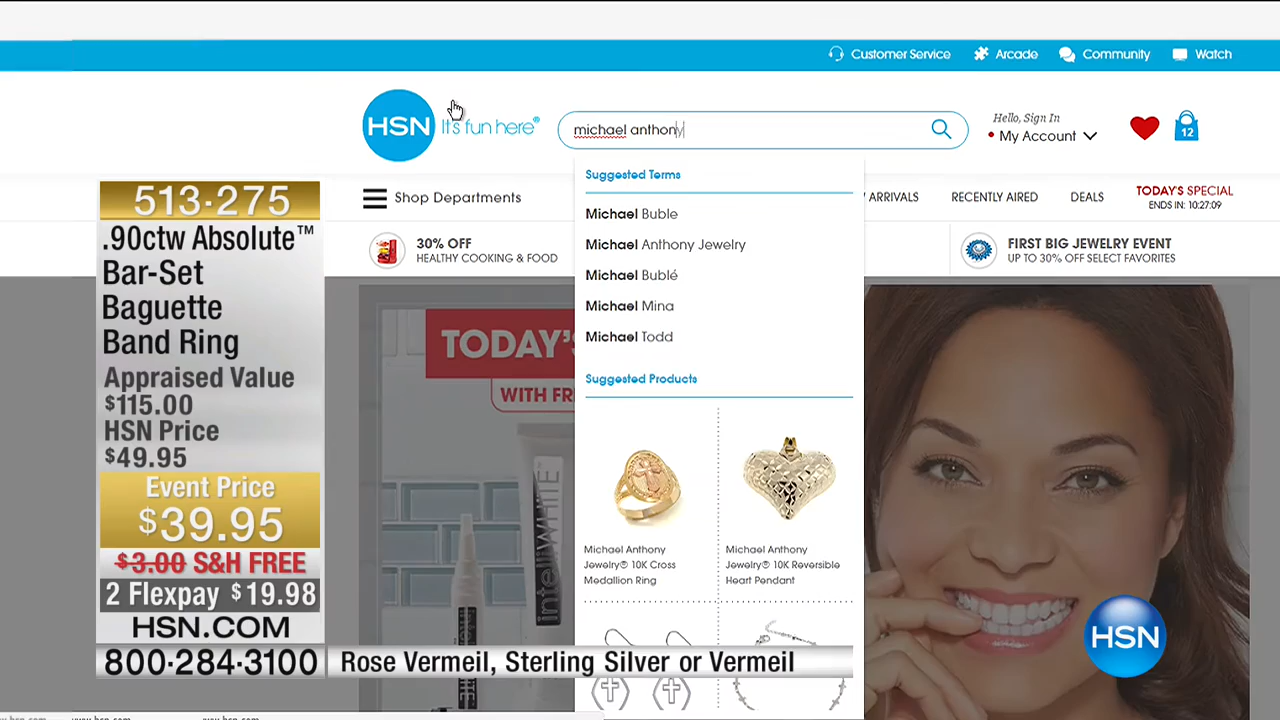 Customer Service
Arcade
Community
Watch
HSN It's fun here®
michael anthony
Hello, Sign In
My Account
12
Shop Departments
ARRIVALS
RECENTLY AIRED
DEALS
TODAY'S SPECIAL
ENDS IN: 10:27:09
30% OFF
HEALTHY COOKING & FOOD
FIRST BIG JEWELRY EVENT
UP TO 30% OFF SELECT FAVORITES
Suggested Terms
Michael Buble
Michael Anthony Jewelry
Michael Bublé
Michael Mina
Michael Todd
Suggested Products
Michael Anthony
Jewelry® 10K Cross
Medallion Ring
Michael Anthony
Jewelry® 10K Reversible
Heart Pendant
TODAY'S
WITH FR
inteliWHITE
513·275
.90ctw Absolute™
Bar-Set
Baguette
Band Ring
Appraised Value
$115.00
HSN Price
$49.95
Event Price
$39.95
$3.00 S&H FREE
2 Flexpay $19.98
HSN.COM
800·284·3100
Rose Vermeil, Sterling Silver or Vermeil
HSN